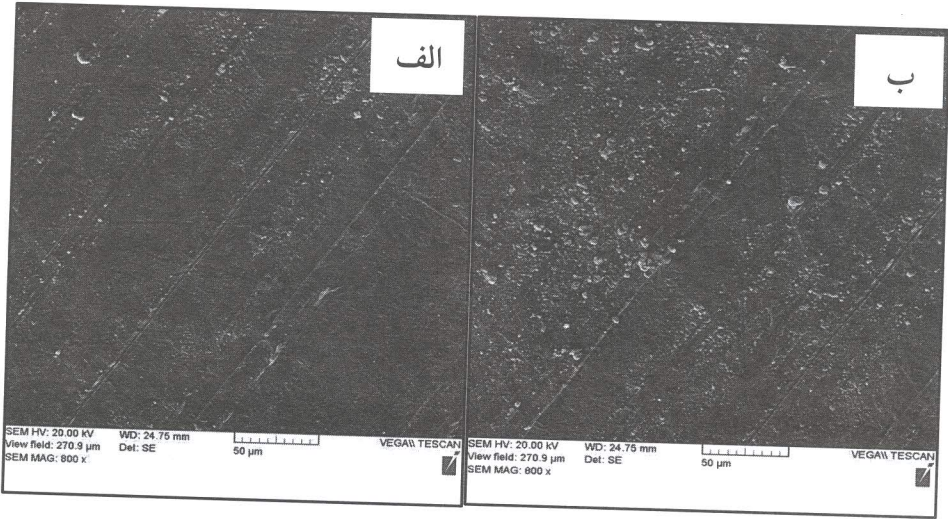 الف
SEM HV: 20.00 kV WD: 24.75 mm
View field: 270.9 µm Det: SE
SEM MAG: 800 x
50 µm
VEGA\\ TESCAN
ب
SEM HV: 20.00 kV WD: 24.75 mm
View field: 270.9 µm Det: SE
SEM MAG: 800 x
50 µm
VEGA\\ TESCAN